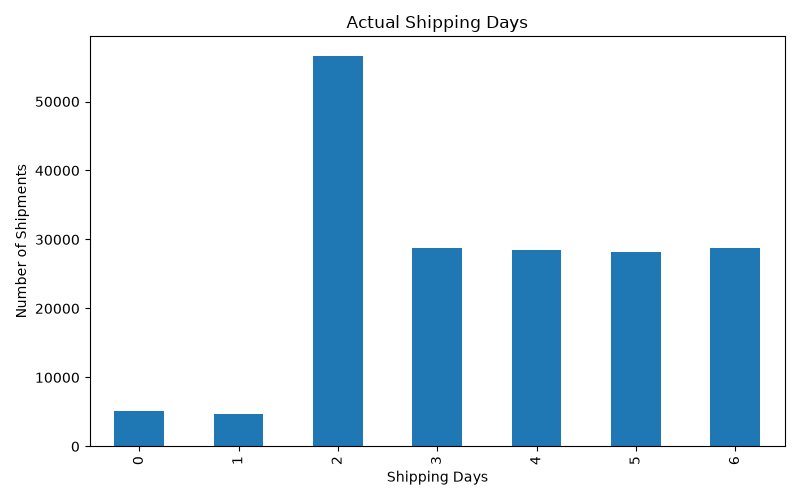 Actual Shipping Days
Number of Shipments
50000
40000
30000
20000
10000
0
0 1 2 3 4 5 6
Shipping Days